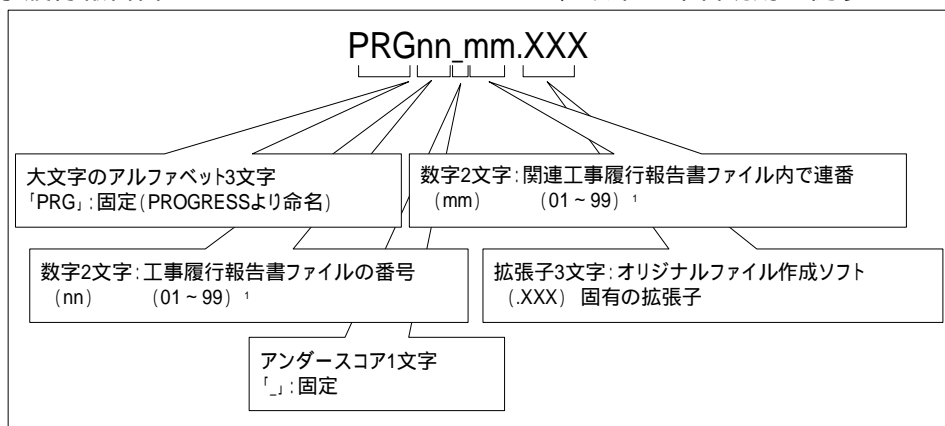 PRGnn_mm.XXX
大文字のアルファベット3文字
「PRG」:固定(PROGRESSより命名)
数字2文字:関連工事履行報告書ファイル内で連番
(mm) (01~99) 1
数字2文字:工事履行報告書ファイルの番号
(nn) (01~99) 1
拡張子3文字:オリジナルファイル作成ソフト
(.XXX) 固有の拡張子
アンダースコア1文字
「_」:固定